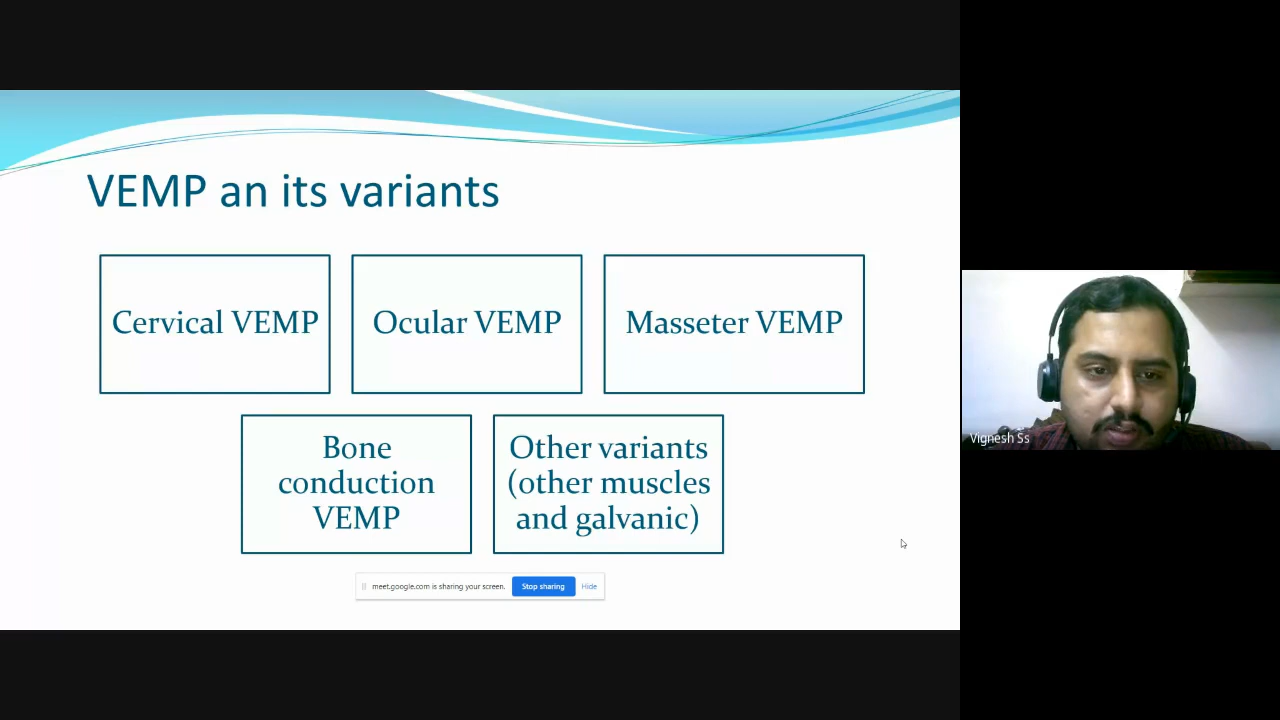 VEMP an its variants
Cervical VEMP
Ocular VEMP
Masseter VEMP
Bone
conduction
VEMP
Other variants
(other muscles
and galvanic)
meet.google.com is sharing your screen.
Stop sharing
Hide
Vignesh Ss